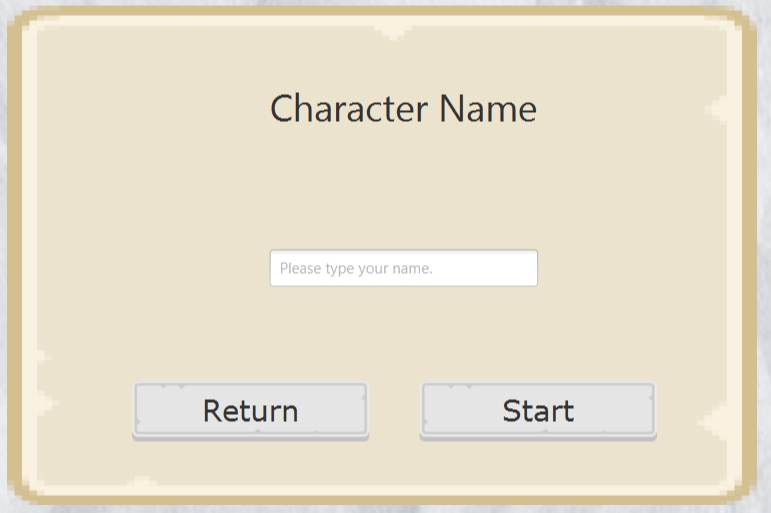 Character Name
Please type your name.
Return
Start